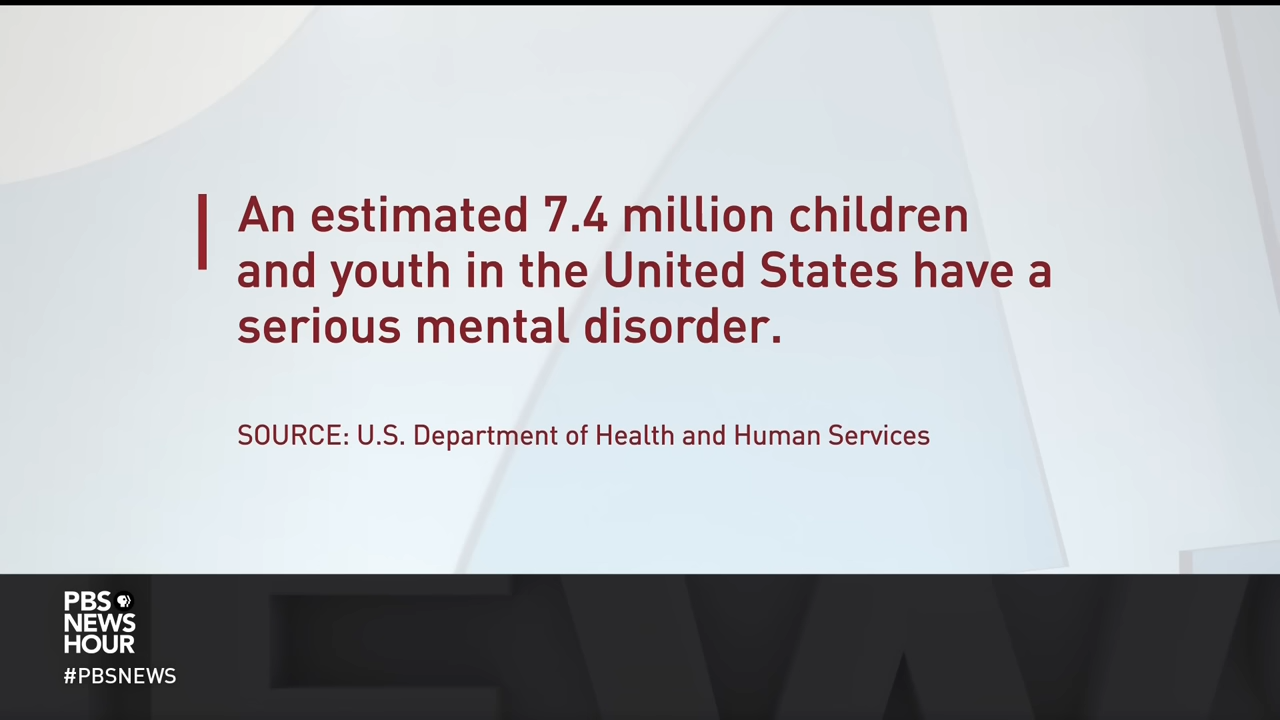 An estimated 7.4 million children
and youth in the United States have a
serious mental disorder.
SOURCE: U.S. Department of Health and Human Services
PBS
NEWS
HOUR
#PBSNEWS